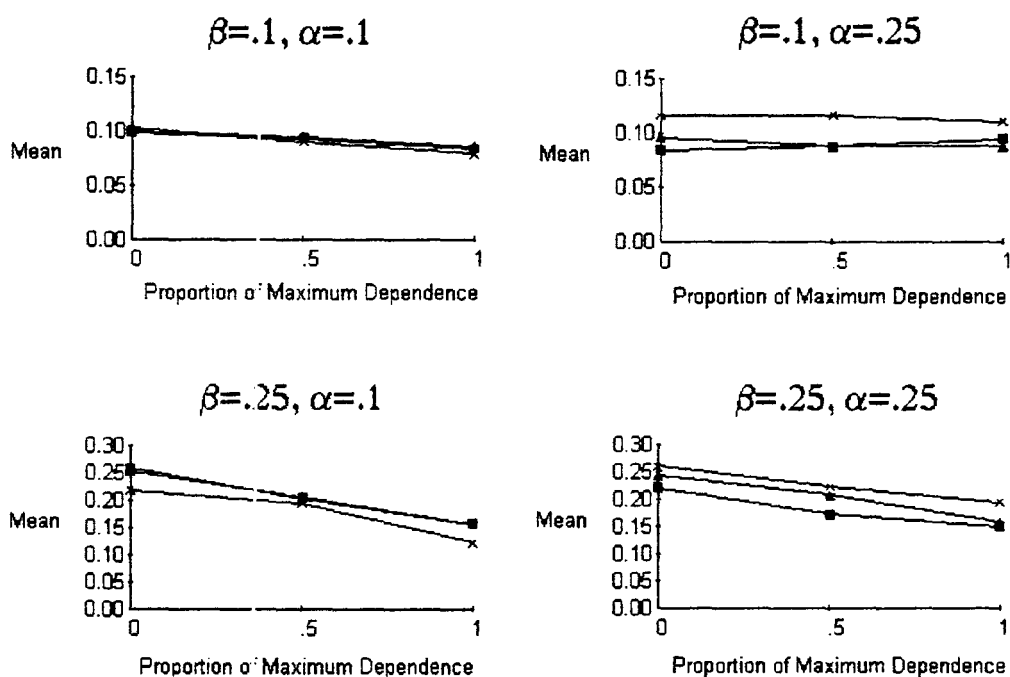 β=.1, α=.1
β=.1, α=.25
0.15
0.10
0.05
0.00
Mean
0 .5 1
Proportion of Maximum Dependence
0.15
0.10
0.05
0.00
Mean
0 .5 1
Proportion of Maximum Dependence
β=.25, α=.1
β=.25, α=.25
0.30
0.25
0.20
0.15
0.10
0.05
0.00
Mean
0 .5 1
Proportion of Maximum Dependence
0.30
0.25
0.20
0.15
0.10
0.05
0.00
Mean
0 .5 1
Proportion of Maximum Dependence